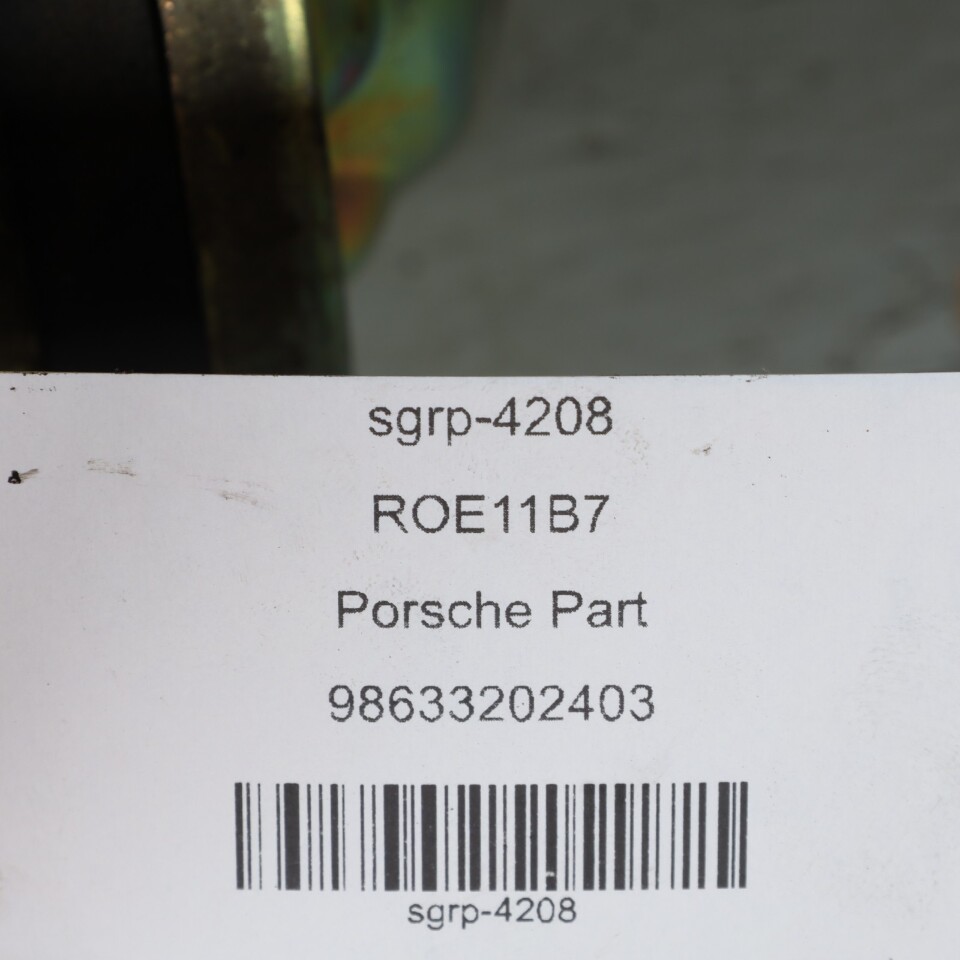 sgrp-4208
ROE11B7
Porsche Part
98633202403
sgrp-4208